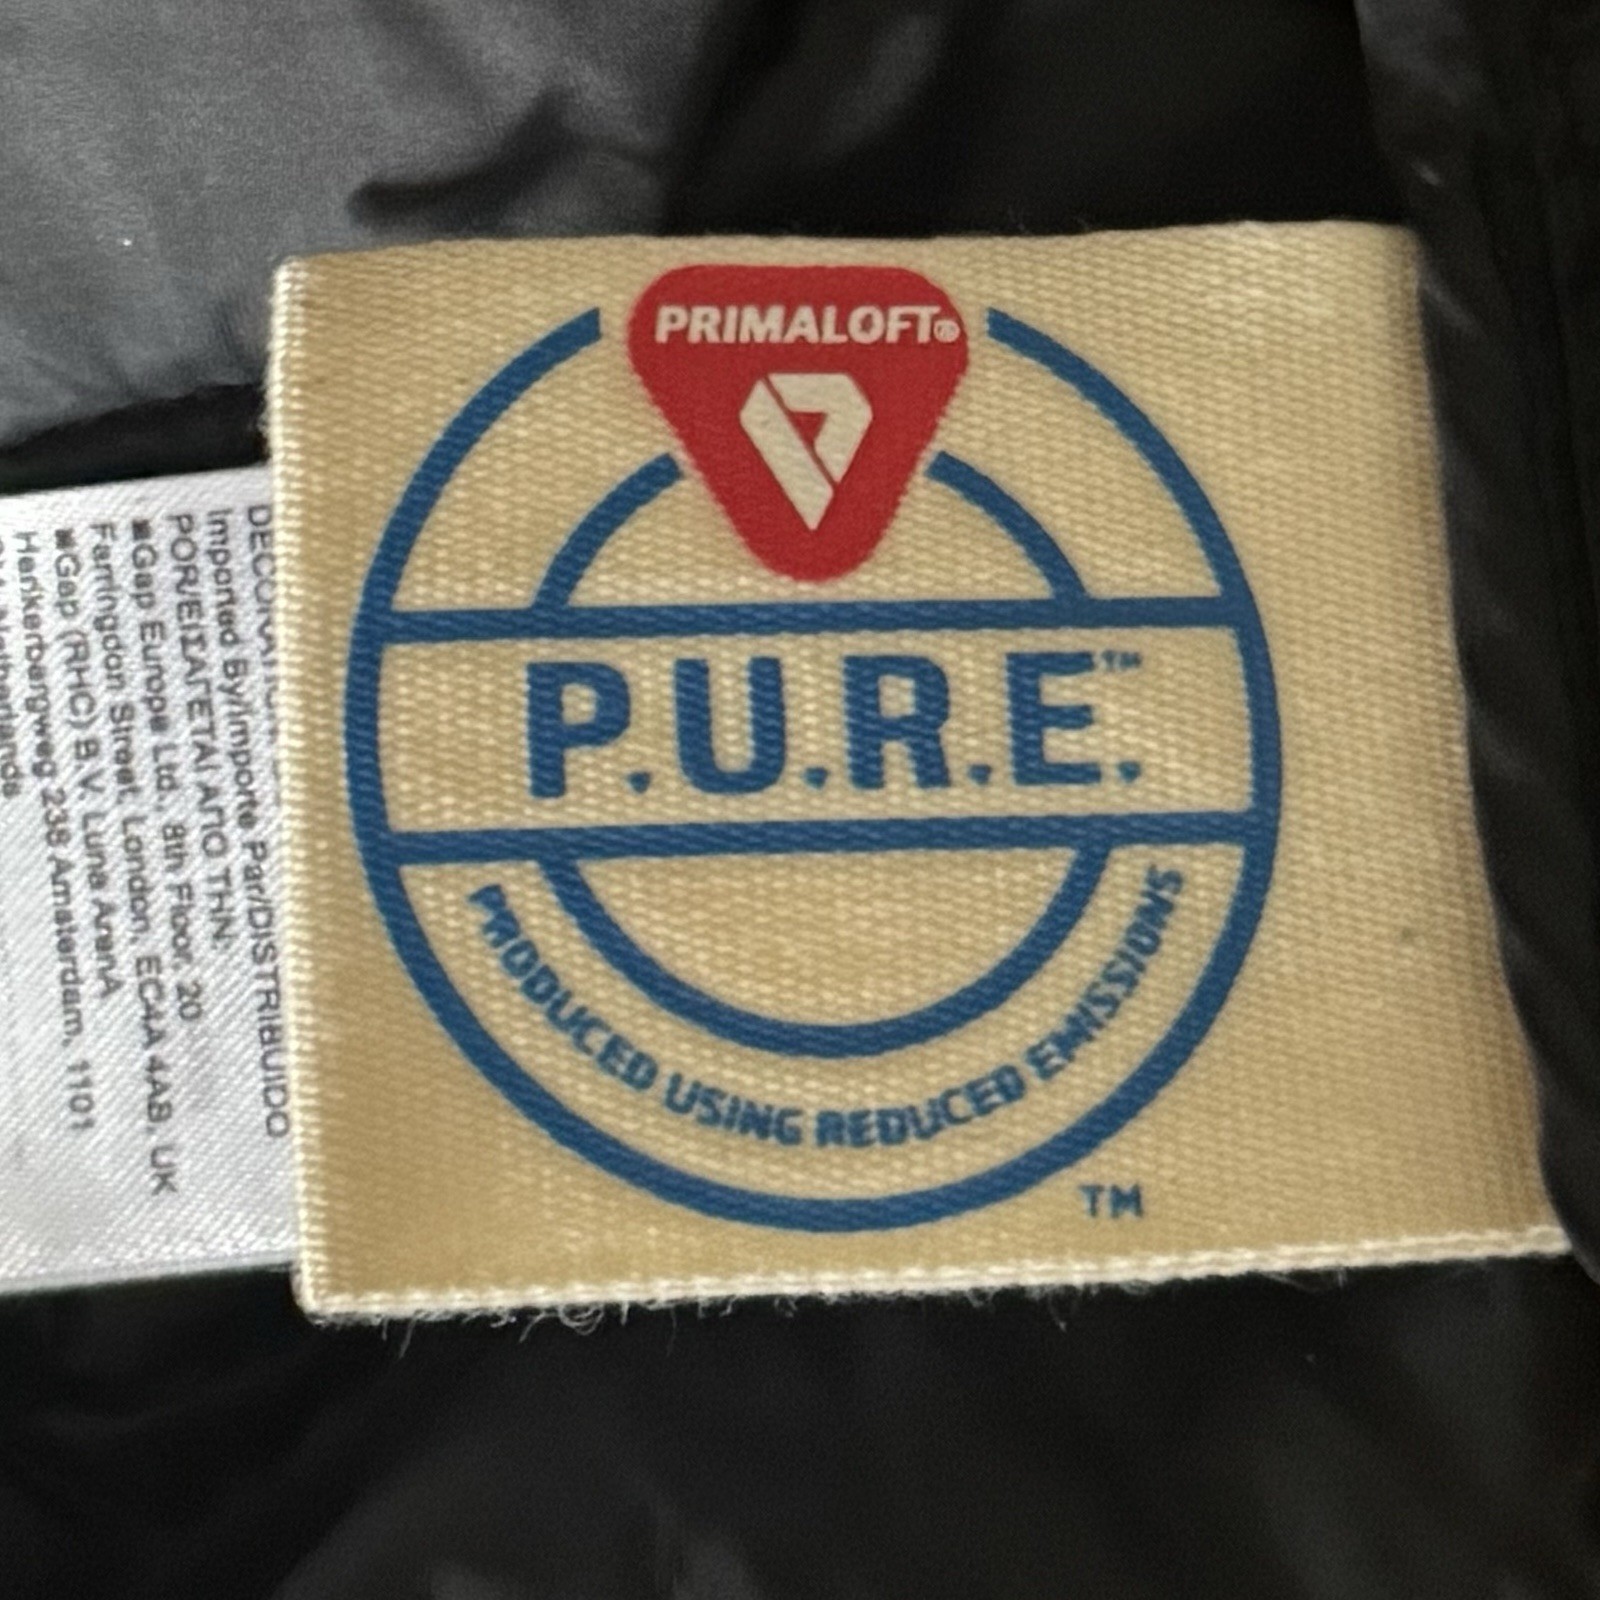 PRIMALOFT®
P.U.R.E.™
PRODUCED USING REDUCED EMISSIONS
TM
Imported By/Importé Par/DISTRIBUIDO
POR/ΕΙΣΑΓΕΤΑΙ ΑΠΟ ΤΗΝ:
■Gap Europe Ltd., 8th Floor, 20
Farringdon Street, London, EC4A 4AB, UK
■Gap (RHC) B.V. Luna ArenA
Herikerbergweg 238 Amsterdam, 1101
Netherlands